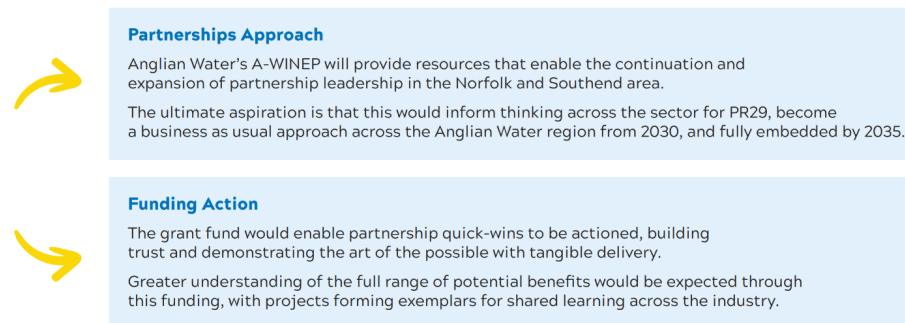 Partnerships Approach
Anglian Water’s A-WINEP will provide resources that enable the continuation and
expansion of partnership leadership in the Norfolk and Southend area.
The ultimate aspiration is that this would inform thinking across the sector for PR29, become
a business as usual approach across the Anglian Water region from 2030, and fully embedded by 2035.
Funding Action
The grant fund would enable partnership quick-wins to be actioned, building
trust and demonstrating the art of the possible with tangible delivery.
Greater understanding of the full range of potential benefits would be expected through
this funding, with projects forming exemplars for shared learning across the industry.